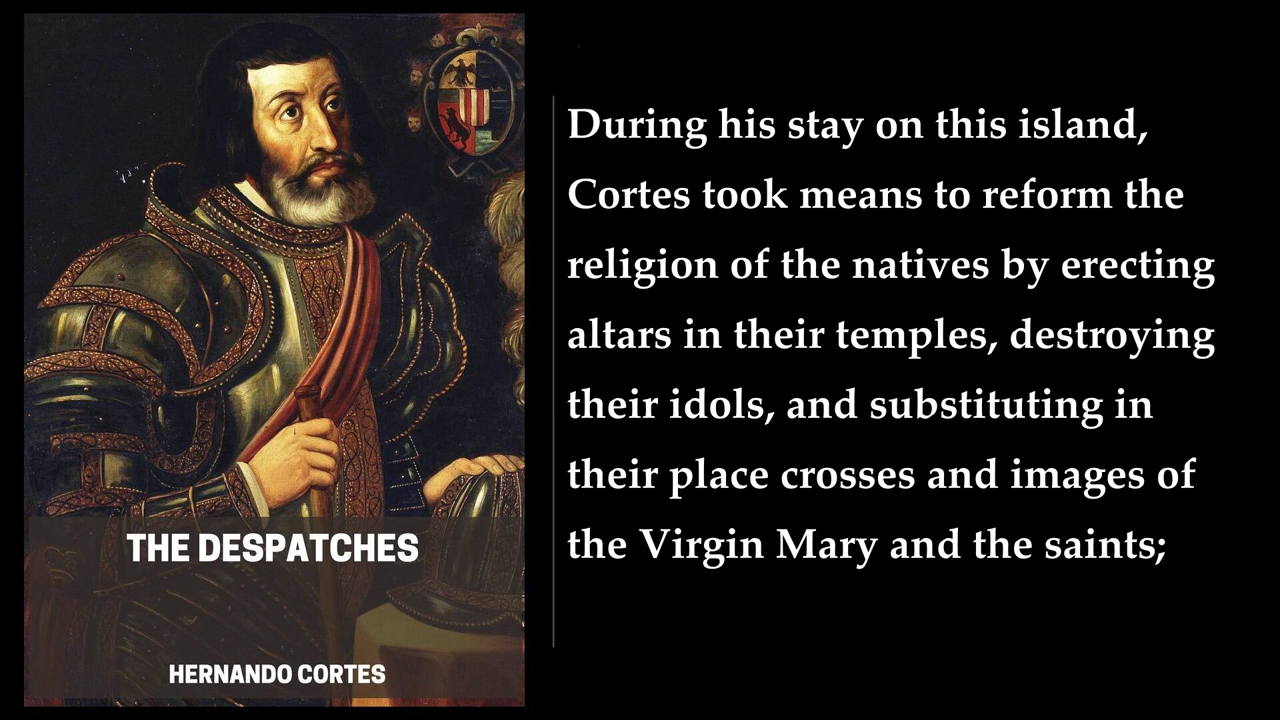 THE DESPATCHES
HERNANDO CORTES
During his stay on this island,
Cortes took means to reform the
religion of the natives by erecting
altars in their temples, destroying
their idols, and substituting in
their place crosses and images of
the Virgin Mary and the saints;